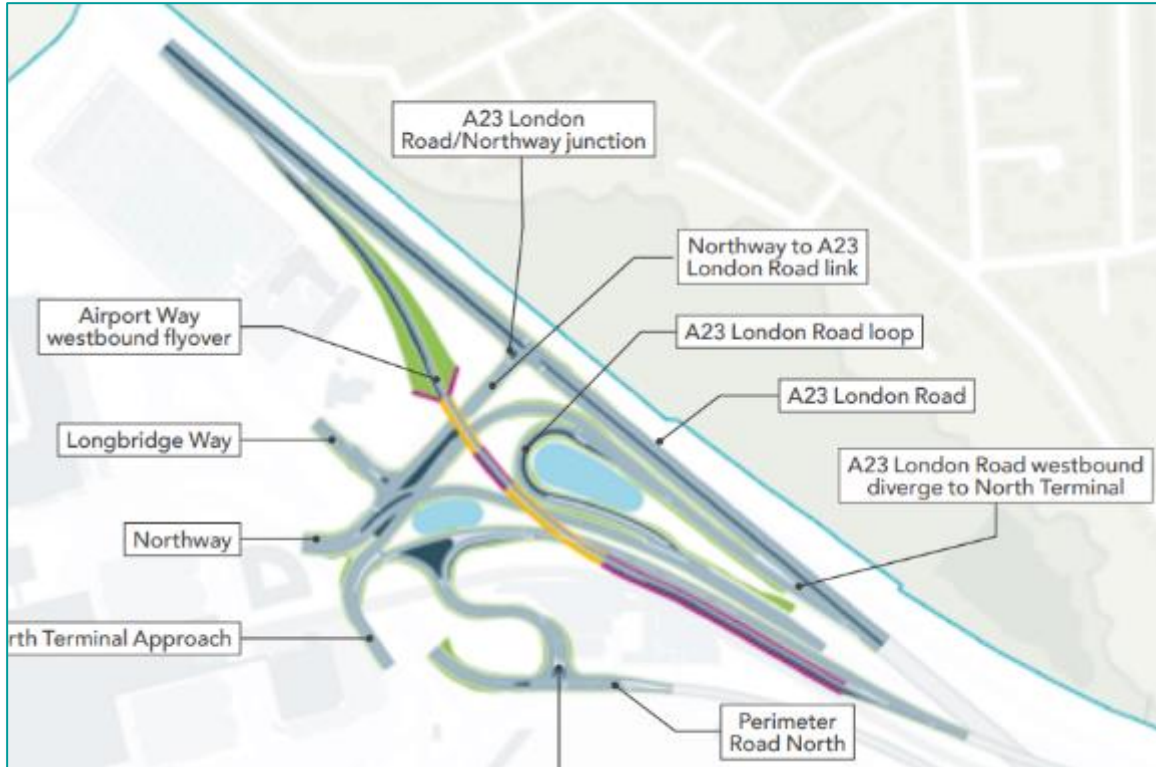 A23 London
Road/Northway junction
Northway to A23
London Road link
Airport Way
westbound flyover
A23 London Road loop
A23 London Road
Longbridge Way
A23 London Road westbound
diverge to North Terminal
Northway
rth Terminal Approach
Perimeter
Road North